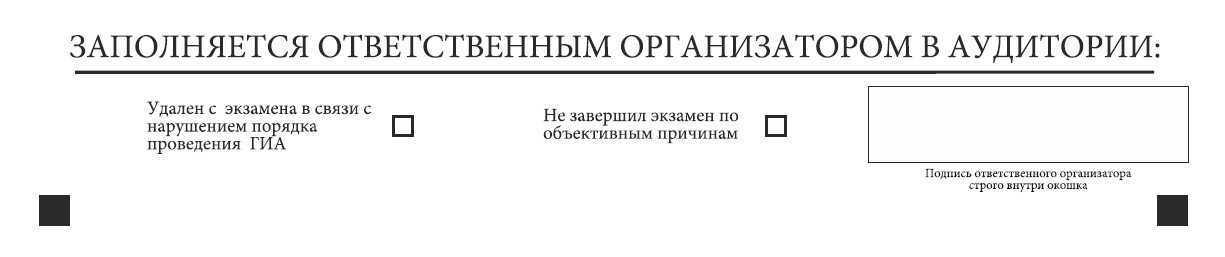 ЗАПОЛНЯЕТСЯ ОТВЕТСТВЕННЫМ ОРГАНИЗАТОРОМ В АУДИТОРИИ:
Удален с экзамена в связи с
нарушением порядка
проведения ГИА
Не завершил экзамен по
объективным причинам
Подпись ответственного организатора
строго внутри окошка